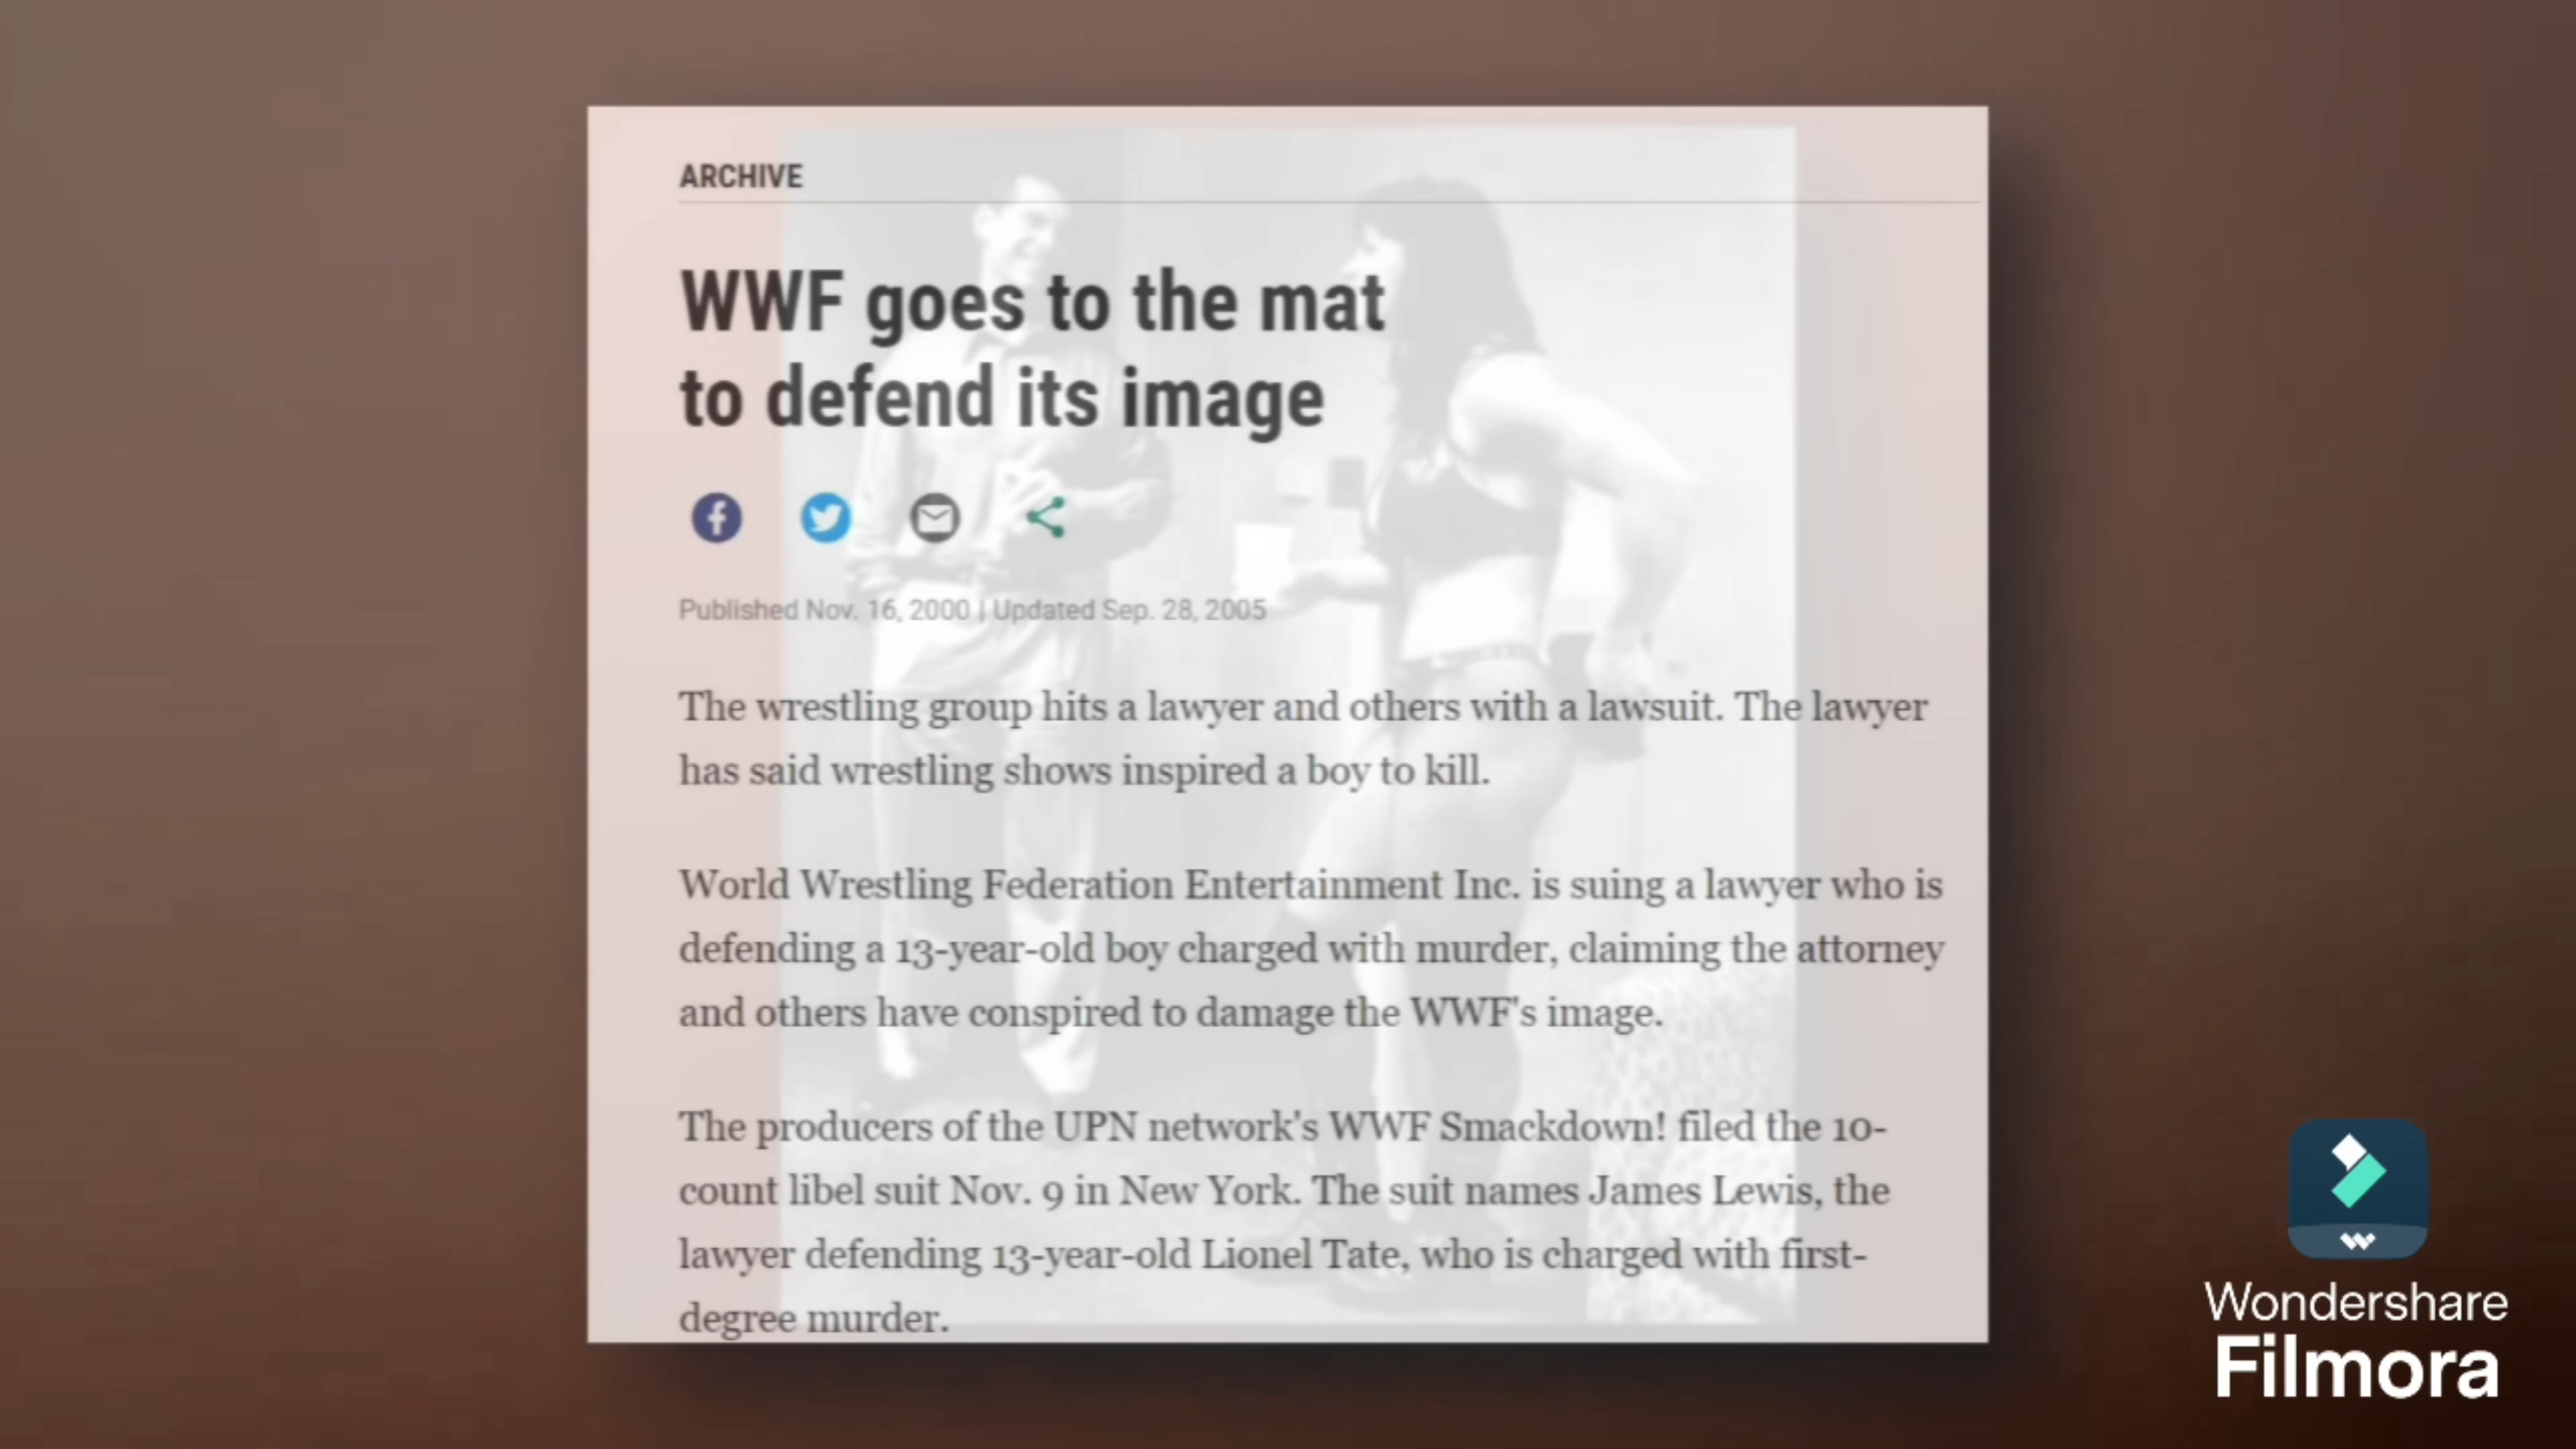 ARCHIVE
WWF goes to the mat
to defend its image
Published Nov. 16, 2000 | Updated Sep. 28, 2005
The wrestling group hits a lawyer and others with a lawsuit. The lawyer
has said wrestling shows inspired a boy to kill.
World Wrestling Federation Entertainment Inc. is suing a lawyer who is
defending a 13-year-old boy charged with murder, claiming the attorney
and others have conspired to damage the WWF's image.
The producers of the UPN network's WWF Smackdown! filed the 10-
count libel suit Nov. 9 in New York. The suit names James Lewis, the
lawyer defending 13-year-old Lionel Tate, who is charged with first-
degree murder.
Wondershare
Filmora